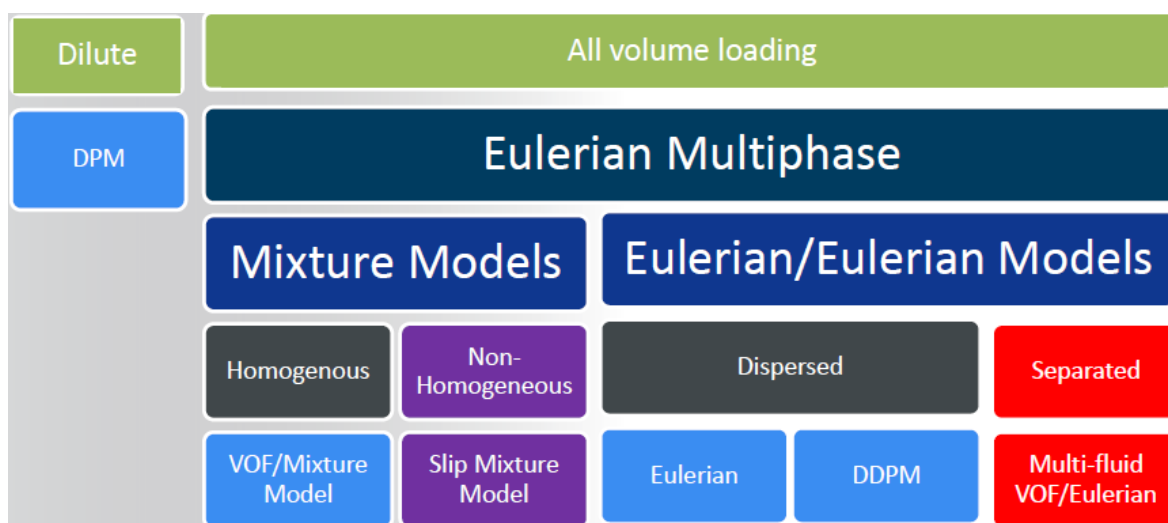 Dilute
All volume loading
DPM
Eulerian Multiphase
Mixture Models
Eulerian/Eulerian Models
Homogenous
Non-
Homogeneous
Dispersed
Separated
VOF/Mixture
Model
Slip Mixture
Model
Eulerian
DDPM
Multi-fluid
VOF/Eulerian